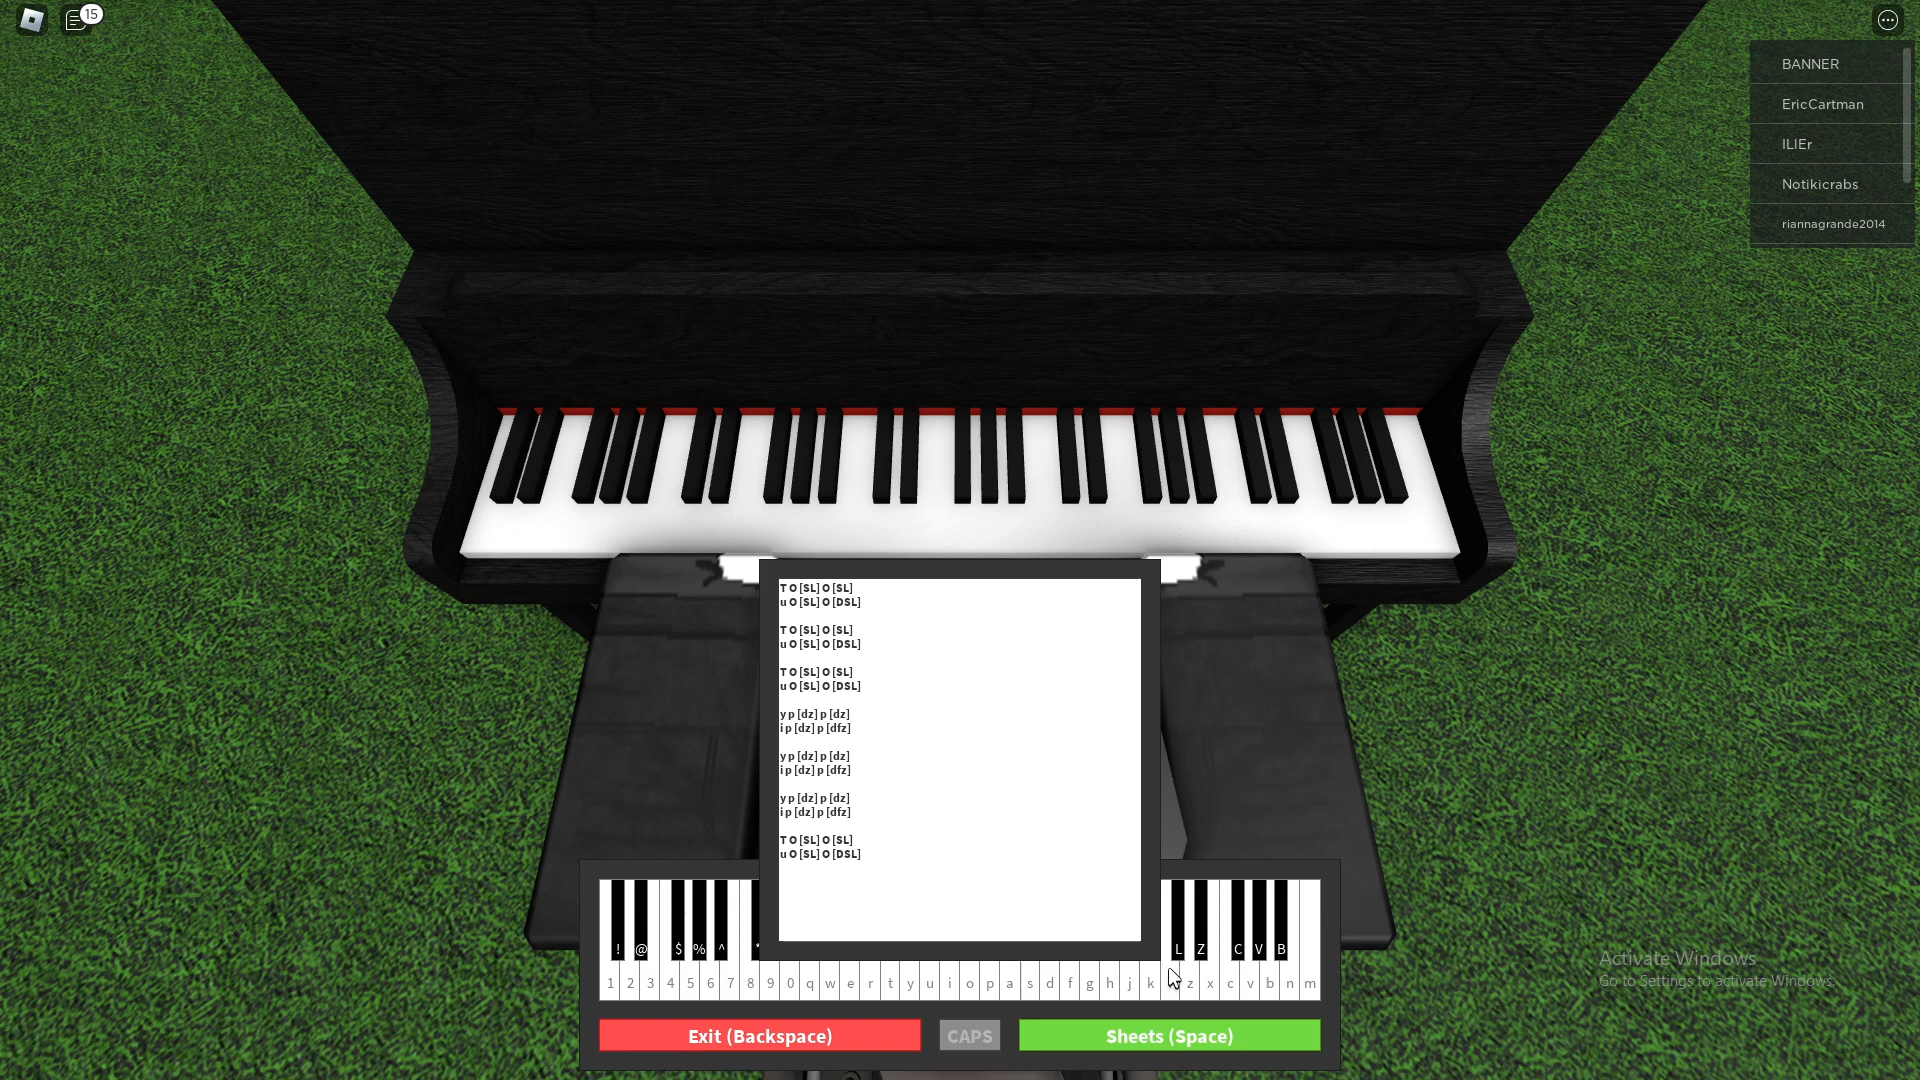 15
BANNER
EricCartman
ILIEr
Notikicrabs
riannagrande2014
T O [SL] O [SL]
u O [SL] O [DSL]
T O [SL] O [SL]
u O [SL] O [DSL]
T O [SL] O [SL]
u O [SL] O [DSL]
y p [dz] p [dz]
i p [dz] p [dfz]
y p [dz] p [dz]
i p [dz] p [dfz]
y p [dz] p [dz]
i p [dz] p [dfz]
T O [SL] O [SL]
u O [SL] O [DSL]
! @ $ % ^ * L Z C V B
1 2 3 4 5 6 7 8 9 0 q w e r t y u i o p a s d f g h j k z x c v b n m
Exit (Backspace) CAPS Sheets (Space)
Activate Windows
Go to Settings to activate Windows.